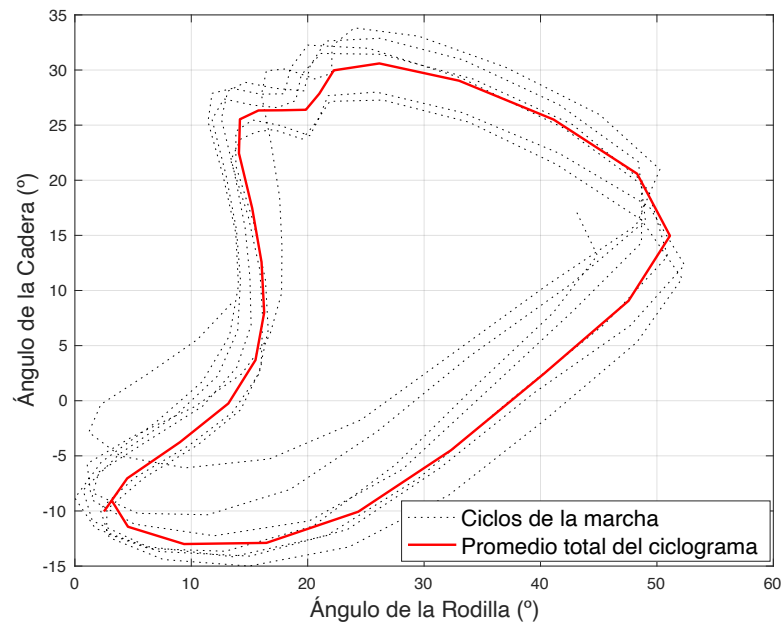 35
30
25
20
15
10
5
0
-5
-10
-15
Ángulo de la Cadera (º)
0 10 20 30 40 50 60
Ángulo de la Rodilla (º)
Ciclos de la marcha
Promedio total del ciclograma